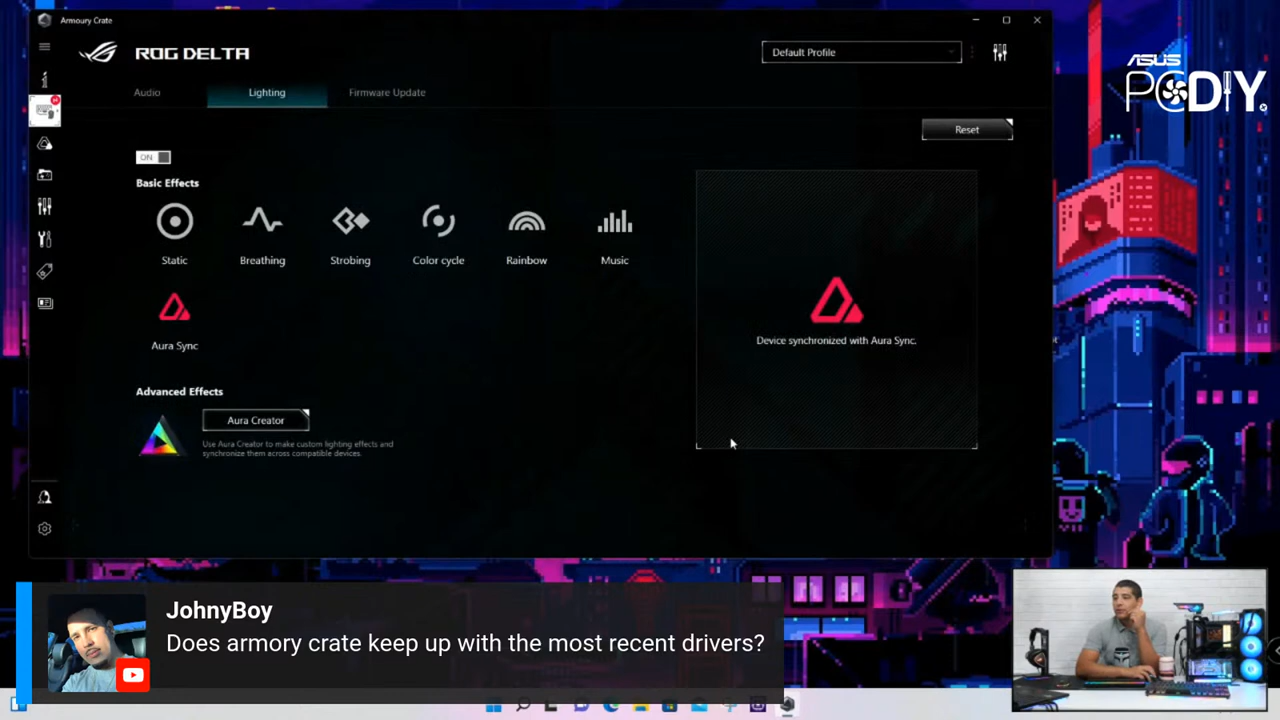 Armoury Crate
ROG DELTA
Default Profile
Audio
Lighting
Firmware Update
Reset
ON
Basic Effects
Static
Breathing
Strobing
Color cycle
Rainbow
Music
Aura Sync
Device synchronized with Aura Sync.
Advanced Effects
Aura Creator
Use Aura Creator to make custom lighting effects and
synchronize them across compatible devices.
ASUS
PCDIY.
JohnyBoy
Does armory crate keep up with the most recent drivers?